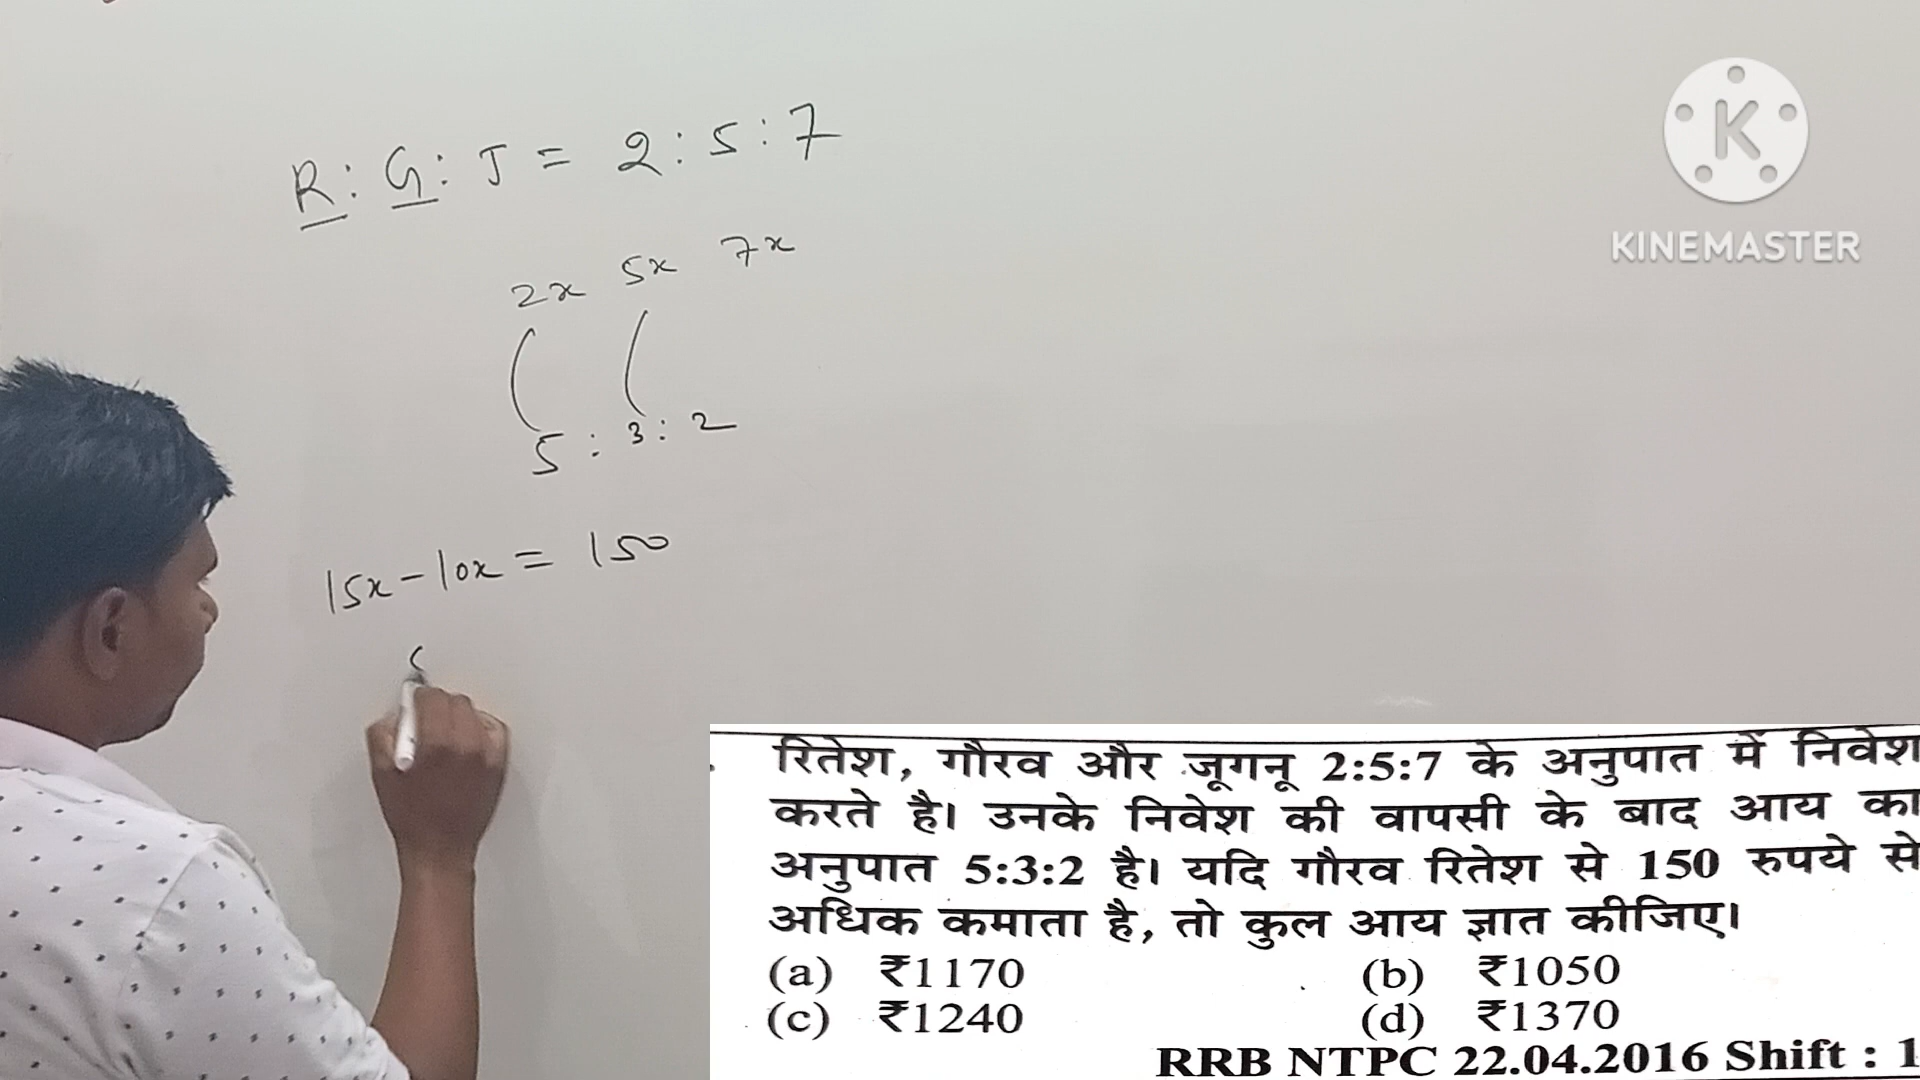 R : G : J = 2 : 5 : 7
2x 5x 7x
5 : 3 : 2
15x - 10x = 150
KINEMASTER
रितेश, गौरव और जूगनू 2:5:7 के अनुपात में निवेश
करते है। उनके निवेश की वापसी के बाद आय का
अनुपात 5:3:2 है। यदि गौरव रितेश से 150 रुपये से
अधिक कमाता है, तो कुल आय ज्ञात कीजिए।
(a) ₹1170 (b) ₹1050
(c) ₹1240 (d) ₹1370
RRB NTPC 22.04.2016 Shift : 1